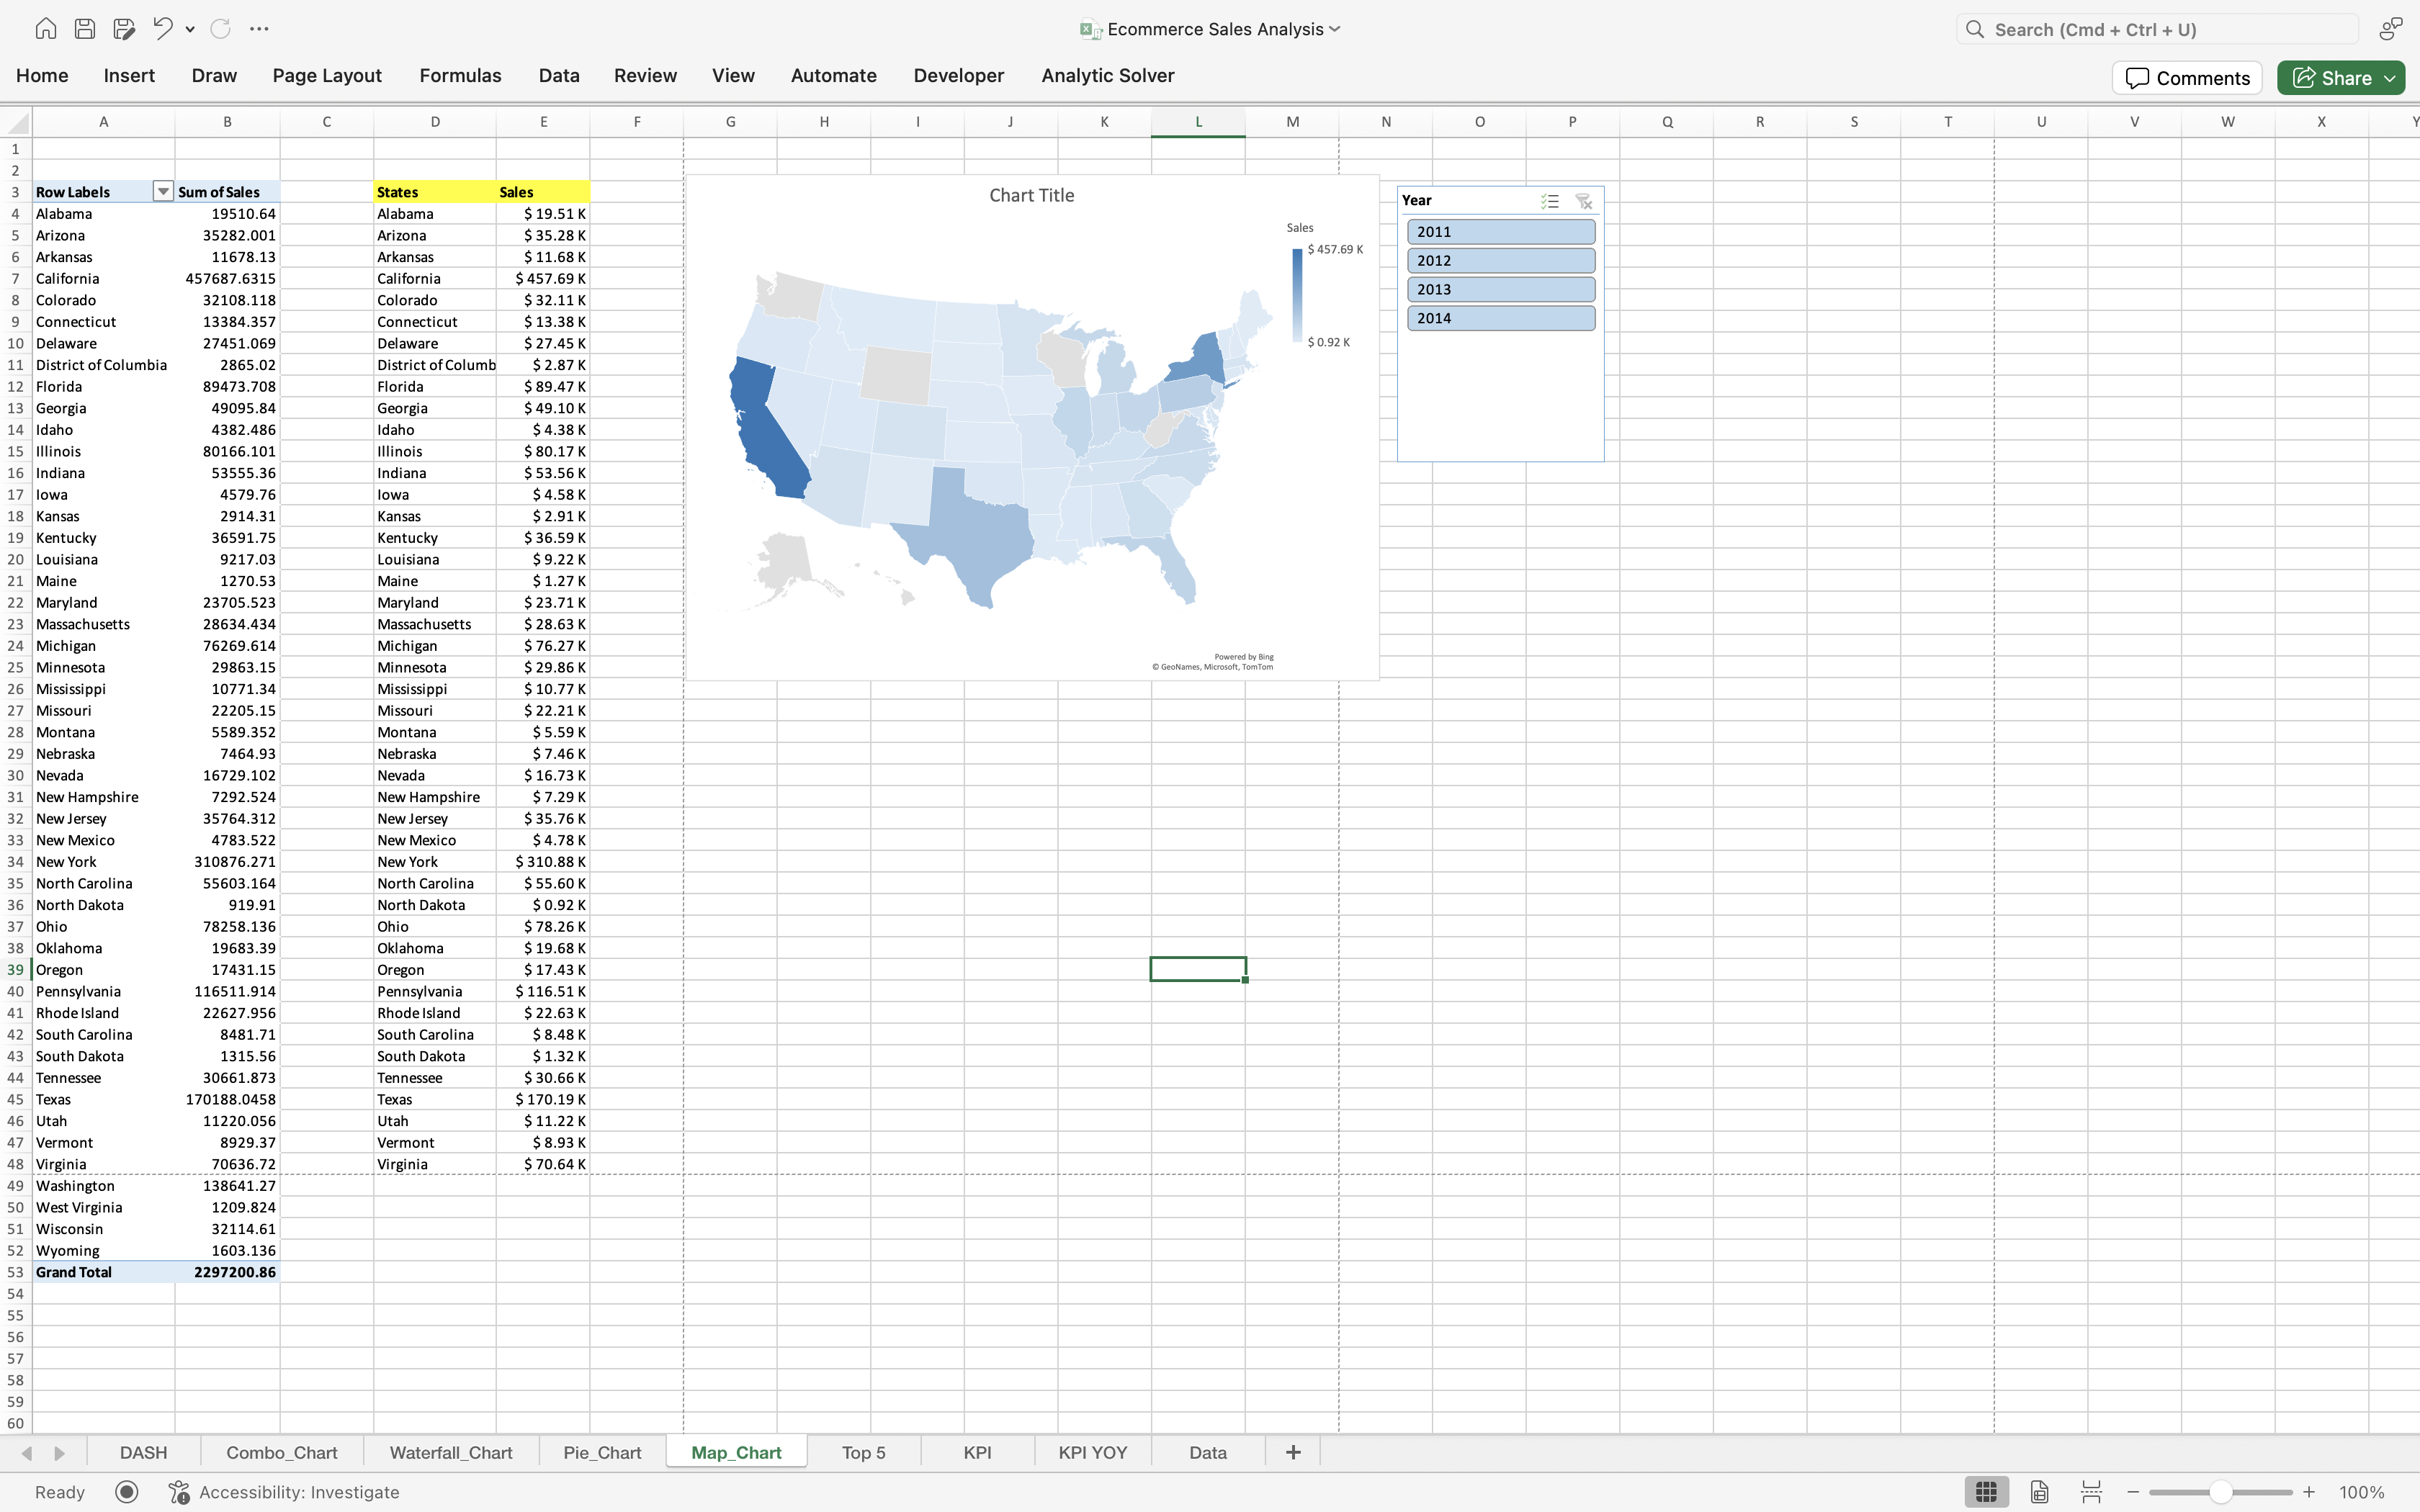 Ecommerce Sales Analysis
Search (Cmd + Ctrl + U)
Home Insert Draw Page Layout Formulas Data Review View Automate Developer Analytic Solver
Comments Share
A B C D E F G H I J K L M N O P Q R S T U V W X Y
1
2
3 Row Labels Sum of Sales States Sales
4 Alabama 19510.64 Alabama $ 19.51 K
5 Arizona 35282.001 Arizona $ 35.28 K
6 Arkansas 11678.13 Arkansas $ 11.68 K
7 California 457687.6315 California $ 457.69 K
8 Colorado 32108.118 Colorado $ 32.11 K
9 Connecticut 13384.357 Connecticut $ 13.38 K
10 Delaware 27451.069 Delaware $ 27.45 K
11 District of Columbia 2865.02 District of Columb $ 2.87 K
12 Florida 89473.708 Florida $ 89.47 K
13 Georgia 49095.84 Georgia $ 49.10 K
14 Idaho 4382.486 Idaho $ 4.38 K
15 Illinois 80166.101 Illinois $ 80.17 K
16 Indiana 53555.36 Indiana $ 53.56 K
17 Iowa 4579.76 Iowa $ 4.58 K
18 Kansas 2914.31 Kansas $ 2.91 K
19 Kentucky 36591.75 Kentucky $ 36.59 K
20 Louisiana 9217.03 Louisiana $ 9.22 K
21 Maine 1270.53 Maine $ 1.27 K
22 Maryland 23705.523 Maryland $ 23.71 K
23 Massachusetts 28634.434 Massachusetts $ 28.63 K
24 Michigan 76269.614 Michigan $ 76.27 K
25 Minnesota 29863.15 Minnesota $ 29.86 K
26 Mississippi 10771.34 Mississippi $ 10.77 K
27 Missouri 22205.15 Missouri $ 22.21 K
28 Montana 5589.352 Montana $ 5.59 K
29 Nebraska 7464.93 Nebraska $ 7.46 K
30 Nevada 16729.102 Nevada $ 16.73 K
31 New Hampshire 7292.524 New Hampshire $ 7.29 K
32 New Jersey 35764.312 New Jersey $ 35.76 K
33 New Mexico 4783.522 New Mexico $ 4.78 K
34 New York 310876.271 New York $ 310.88 K
35 North Carolina 55603.164 North Carolina $ 55.60 K
36 North Dakota 919.91 North Dakota $ 0.92 K
37 Ohio 78258.136 Ohio $ 78.26 K
38 Oklahoma 19683.39 Oklahoma $ 19.68 K
39 Oregon 17431.15 Oregon $ 17.43 K
40 Pennsylvania 116511.914 Pennsylvania $ 116.51 K
41 Rhode Island 22627.956 Rhode Island $ 22.63 K
42 South Carolina 8481.71 South Carolina $ 8.48 K
43 South Dakota 1315.56 South Dakota $ 1.32 K
44 Tennessee 30661.873 Tennessee $ 30.66 K
45 Texas 170188.0458 Texas $ 170.19 K
46 Utah 11220.056 Utah $ 11.22 K
47 Vermont 8929.37 Vermont $ 8.93 K
48 Virginia 70636.72 Virginia $ 70.64 K
49 Washington 138641.27
50 West Virginia 1209.824
51 Wisconsin 32114.61
52 Wyoming 1603.136
53 Grand Total 2297200.86
54
55
56
57
58
59
60
Chart Title
Sales
$ 457.69 K
$ 0.92 K
Powered by Bing
© GeoNames, Microsoft, TomTom
Year
2011
2012
2013
2014
DASH Combo_Chart Waterfall_Chart Pie_Chart Map_Chart Top 5 KPI KPI YOY Data +
Ready Accessibility: Investigate 100%